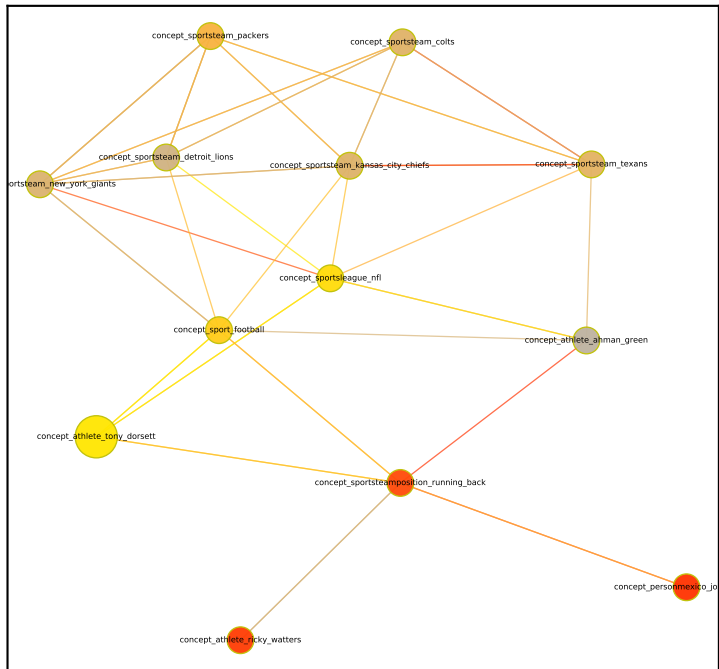 concept_sportsteam_packers
concept_sportsteam_colts
concept_sportsteam_detroit_lions
concept_sportsteam_kansas_city_chiefs
concept_sportsteam_texans
ortsteam_new_york_giants
concept_sportsleague_nfl
concept_sport_football
concept_athlete_ahman_green
concept_athlete_tony_dorsett
concept_sportsteamposition_running_back
concept_personmexico_jo
concept_athlete_ricky_watters